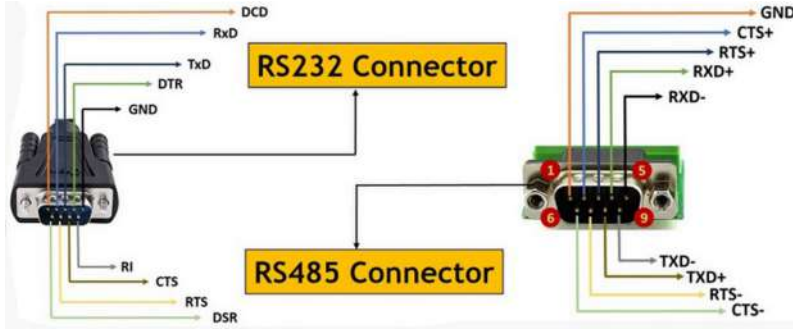 DCD
RxD
TxD
DTR
GND
RS232 Connector
RI
CTS
RTS
DSR
GND
CTS+
RTS+
RXD+
RXD-
1
5
6
9
RS485 Connector
TXD-
TXD+
RTS-
CTS-